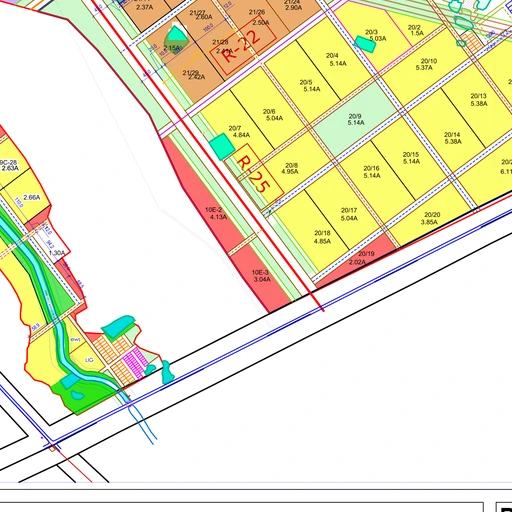 2.37A
21/27
2.60A
21/26
2.50A
21/24
2.90A
R-22
2.15A
21/28
21/29
2.42A
20/3
5.03A
20/2
1.5A
20/4
5.14A
20/10
5.37A
20/5
5.14A
20/13
5.38A
20/6
5.04A
20/9
5.14A
20/7
4.84A
20/14
5.38A
20/15
5.14A
R-25
20/8
4.95A
20/16
5.14A
6.11
9C-28
2.63A
2.66A
10E-2
4.13A
20/17
5.04A
20/20
3.85A
20/18
4.85A
20/19
2.02A
1.30A
10E-3
3.04A
EWS
LIG